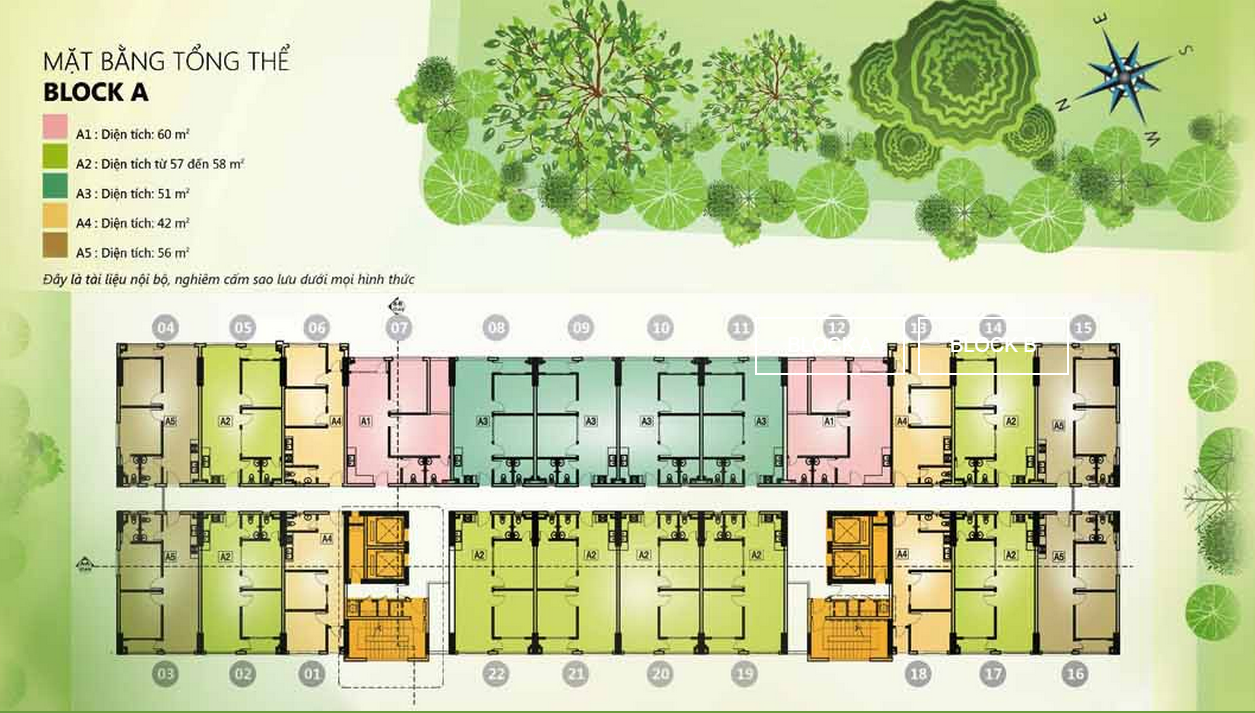 MẶT BẰNG TỔNG THỂ
BLOCK A
A1 : Diện tích: 60 m²
A2 : Diện tích từ 57 đến 58 m²
A3 : Diện tích: 51 m²
A4 : Diện tích: 42 m²
A5 : Diện tích: 56 m²
Đây là tài liệu nội bộ, nghiêm cấm sao lưu dưới mọi hình thức
E
S
N
W
04 05 06 07 08 09 10 11 12 13 14 15
BLOCK B
A5 A2 A4 A1 A3 A3 A3 A3 A1 A4 A2 A5
A5 A2 A4 A2 A2 A2 A2 A4 A2 A5
03 02 01 22 21 20 19 18 17 16